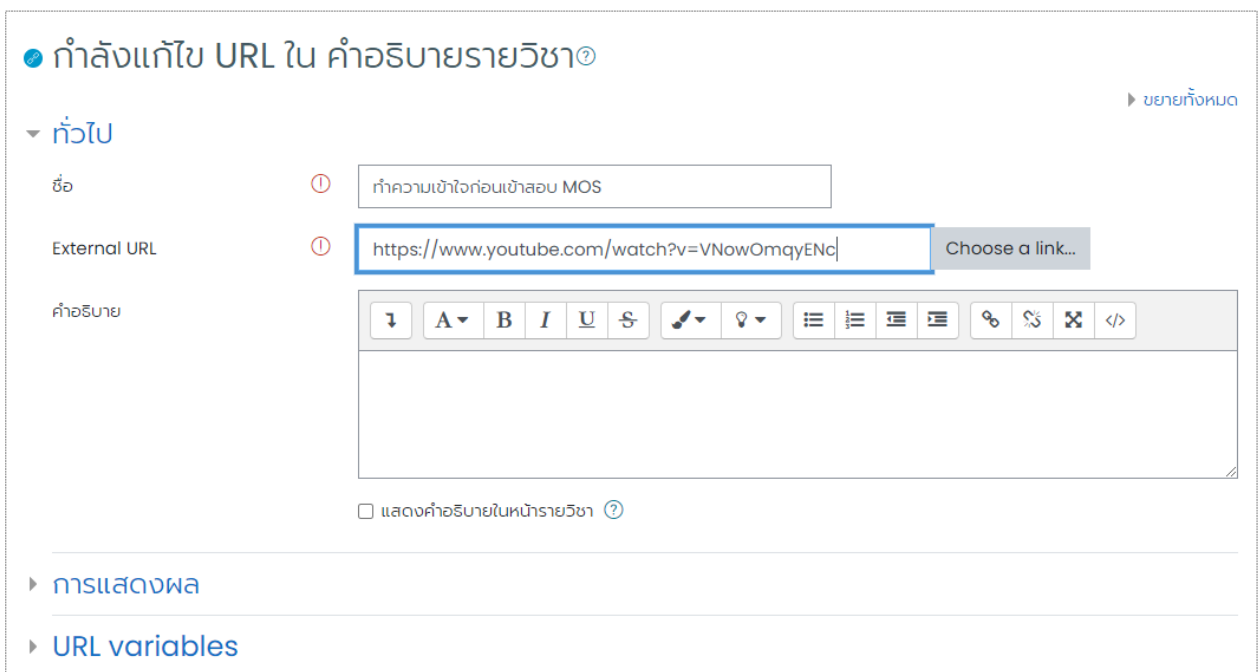 กำลังแก้ไข URL ใน คำอธิบายรายวิชา
ขยายทั้งหมด
ทั่วไป
ชื่อ
ทำความเข้าใจก่อนเข้าสอบ MOS
External URL
https://www.youtube.com/watch?v=VNowOmqyENc
Choose a link...
คำอธิบาย
A B I U S
แสดงคำอธิบายในหน้ารายวิชา
การแสดงผล
URL variables